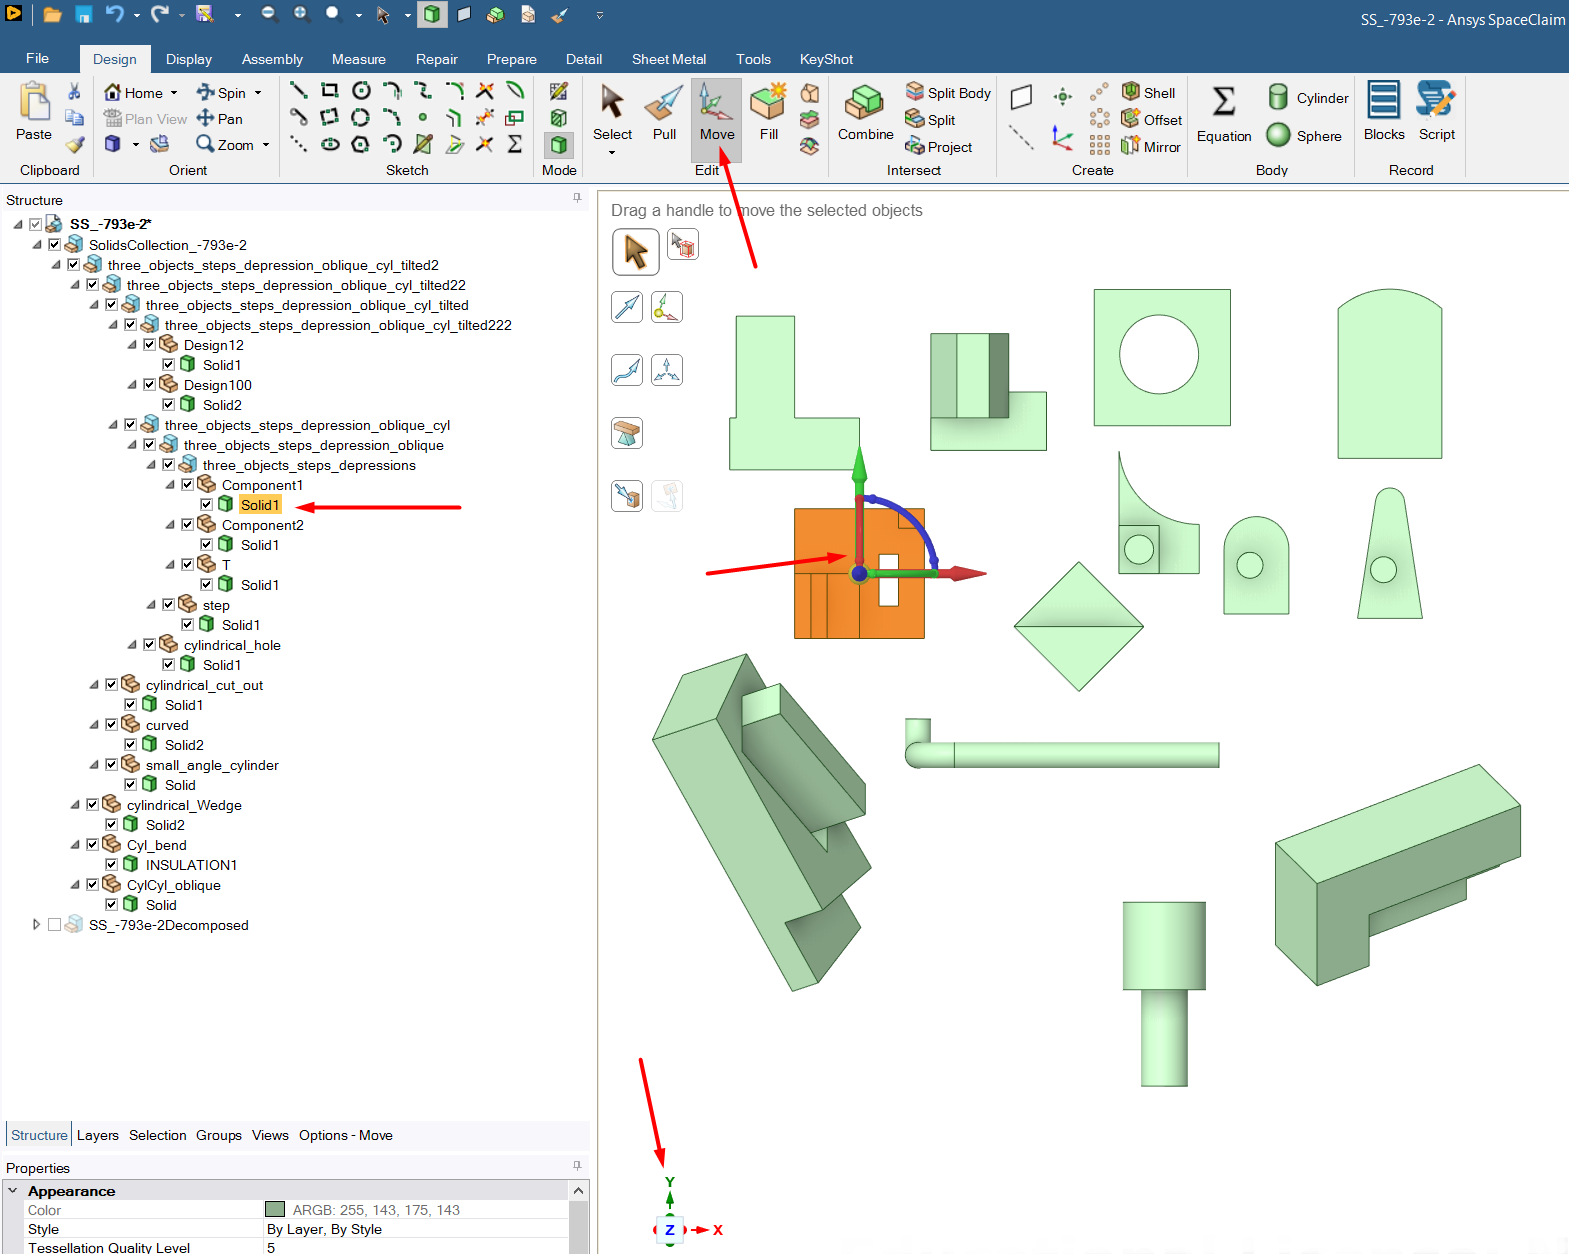 SS_-793e-2 - Ansys SpaceClaim
File Design Display Assembly Measure Repair Prepare Detail Sheet Metal Tools KeyShot
Paste
Clipboard
Home Spin
Plan View Pan
Zoom
Orient
Sketch
Mode
Select Pull Move Fill
Edit
Combine
Split Body
Split
Project
Intersect
Shell
Offset
Mirror
Create
Equation
Cylinder
Sphere
Body
Blocks Script
Record
Structure
SS_-793e-2*
SolidsCollection_-793e-2
three_objects_steps_depression_oblique_cyl_tilted2
three_objects_steps_depression_oblique_cyl_tilted22
three_objects_steps_depression_oblique_cyl_tilted
three_objects_steps_depression_oblique_cyl_tilted222
Design12
Solid1
Design100
Solid2
three_objects_steps_depression_oblique_cyl
three_objects_steps_depression_oblique
three_objects_steps_depressions
Component1
Solid1
Component2
Solid1
T
Solid1
step
Solid1
cylindrical_hole
Solid1
cylindrical_cut_out
Solid1
curved
Solid2
small_angle_cylinder
Solid
cylindrical_Wedge
Solid2
Cyl_bend
INSULATION1
CylCyl_oblique
Solid
SS_-793e-2Decomposed
Structure Layers Selection Groups Views Options - Move
Properties
Appearance
Color ARGB: 255, 143, 175, 143
Style By Layer, By Style
Tessellation Quality Level 5
Drag a handle to move the selected objects
Y
Z X